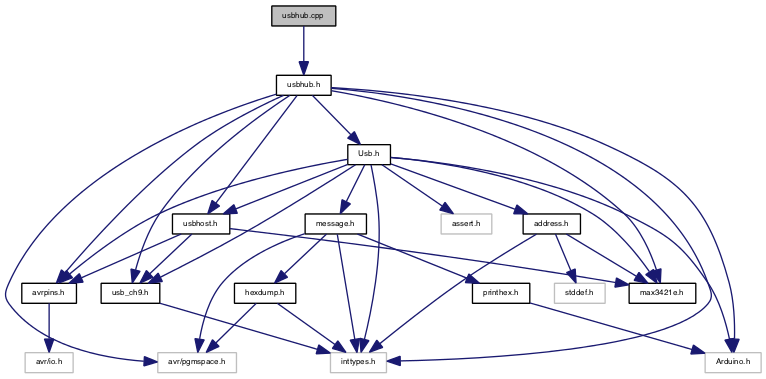 usbhub.cpp
usbhub.h
Usb.h
usbhost.h
message.h
assert.h
address.h
avrpins.h
usb_ch9.h
hexdump.h
printhex.h
stddef.h
max3421e.h
avr/io.h
avr/pgmspace.h
inttypes.h
Arduino.h